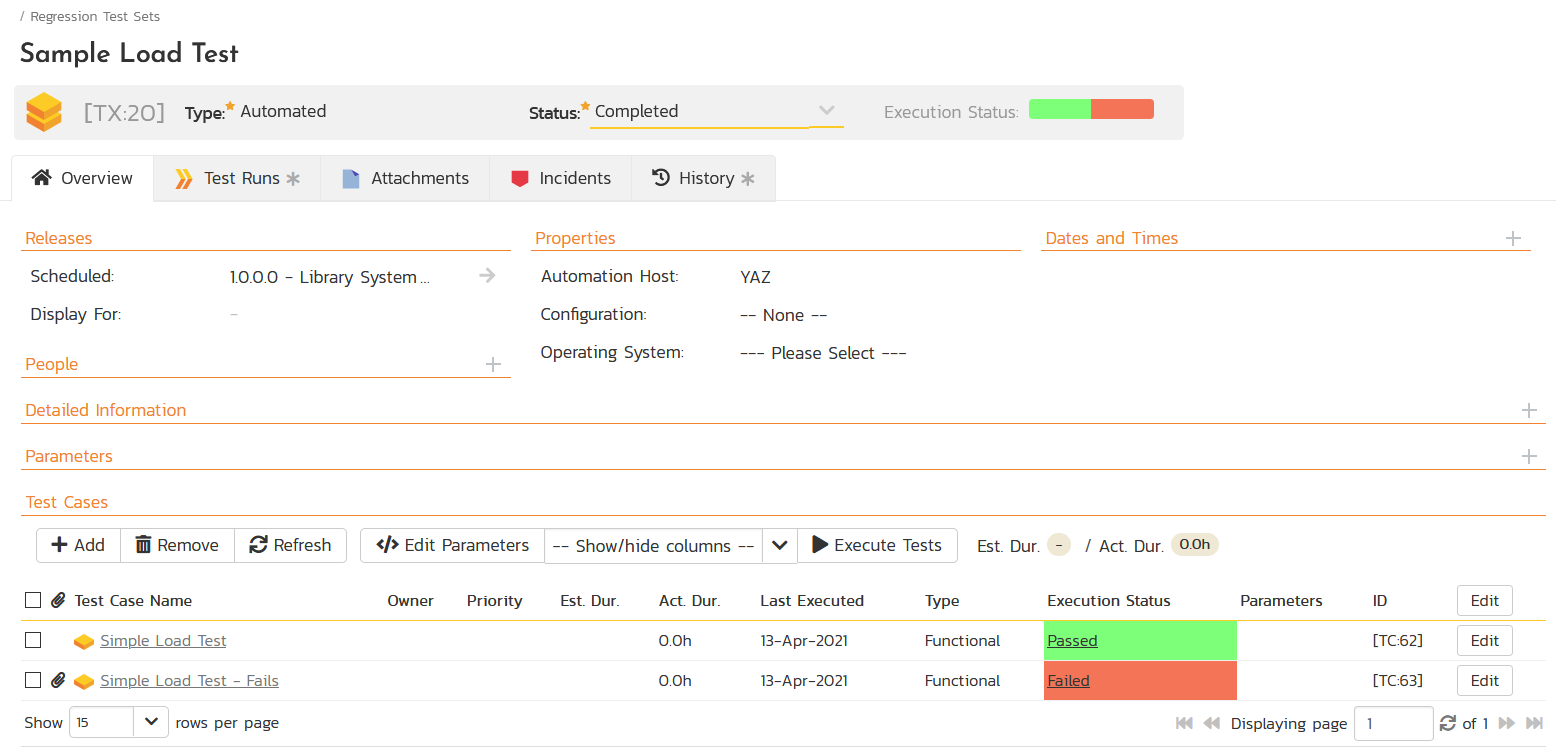 / Regression Test Sets
Sample Load Test
[TX:20] Type: Automated Status: Completed Execution Status:
Overview Test Runs Attachments Incidents History
Releases Properties Dates and Times
Scheduled: 1.0.0.0 - Library System ... Automation Host: YAZ
Display For: - Configuration: -- None --
Operating System: --- Please Select ---
People
Detailed Information
Parameters
Test Cases
Add Remove Refresh Edit Parameters -- Show/hide columns -- Execute Tests Est. Dur. - / Act. Dur. 0.0h
Test Case Name Owner Priority Est. Dur. Act. Dur. Last Executed Type Execution Status Parameters ID Edit
Simple Load Test 0.0h 13-Apr-2021 Functional Passed [TC:62] Edit
Simple Load Test - Fails 0.0h 13-Apr-2021 Functional Failed [TC:63] Edit
Show 15 rows per page Displaying page 1 of 1